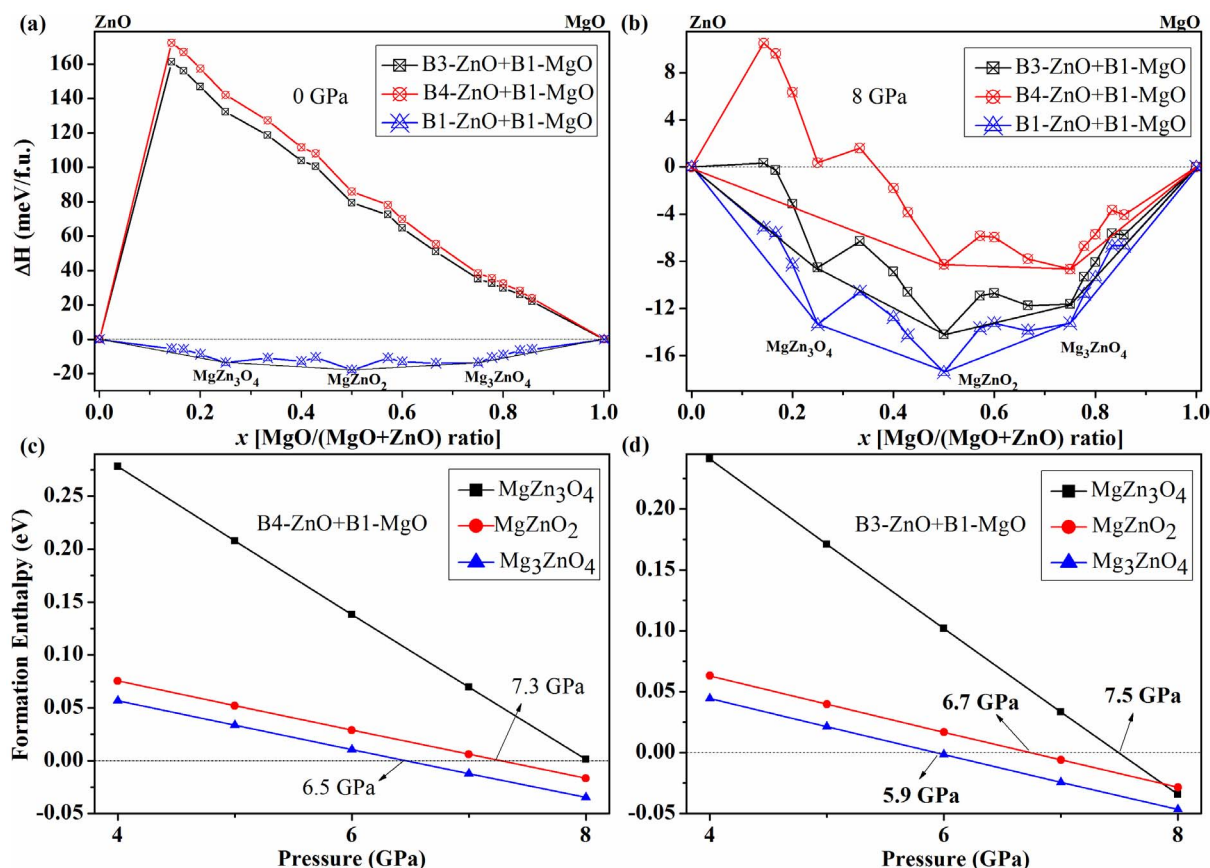 (a)
ZnO
MgO
ΔH (meV/f.u.)
160
140
120
100
80
60
40
20
0
-20
B3-ZnO+B1-MgO
B4-ZnO+B1-MgO
B1-ZnO+B1-MgO
0 GPa
MgZn₃O₄
MgZnO₂
Mg₃ZnO₄
0.0 0.2 0.4 0.6 0.8 1.0
x [MgO/(MgO+ZnO) ratio]
(b)
ZnO
MgO
8
4
0
-4
-8
-12
-16
B3-ZnO+B1-MgO
B4-ZnO+B1-MgO
B1-ZnO+B1-MgO
8 GPa
MgZn₃O₄
MgZnO₂
Mg₃ZnO₄
0.0 0.2 0.4 0.6 0.8 1.0
x [MgO/(MgO+ZnO) ratio]
(c)
Formation Enthalpy (eV)
0.25
0.20
0.15
0.10
0.05
0.00
-0.05
MgZn₃O₄
MgZnO₂
Mg₃ZnO₄
B4-ZnO+B1-MgO
7.3 GPa
6.5 GPa
4 6 8
Pressure (GPa)
(d)
0.20
0.15
0.10
0.05
0.00
-0.05
MgZn₃O₄
MgZnO₂
Mg₃ZnO₄
B3-ZnO+B1-MgO
6.7 GPa
7.5 GPa
5.9 GPa
4 6 8
Pressure (GPa)